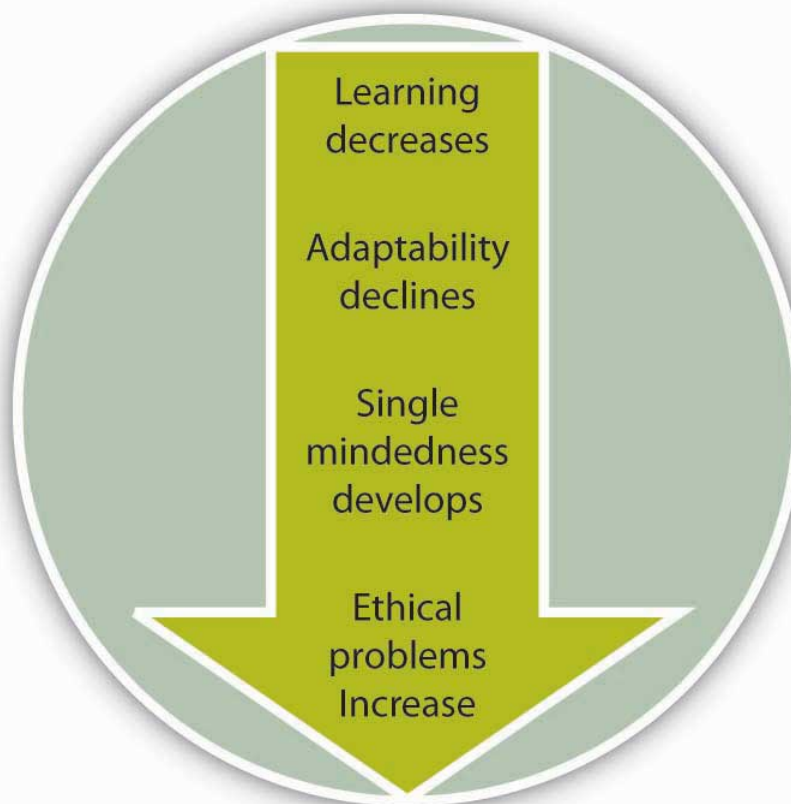 Learning
decreases
Adaptability
declines
Single
mindedness
develops
Ethical
problems
Increase